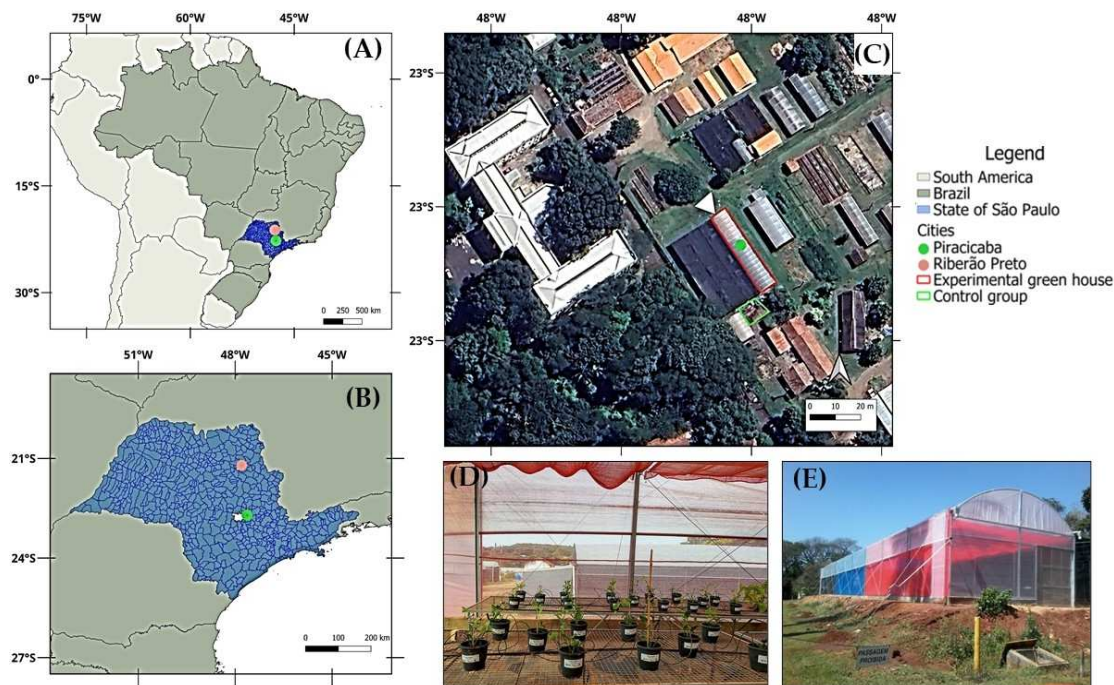 75°W 60°W 45°W
(A)
0°
15°S
30°S
0 250 500 km
51°W 48°W 45°W
(B)
21°S
24°S
27°S
0 100 200 km
48°W 48°W 48°W 48°W
(C)
23°S
23°S
23°S
0 10 20 m
Legend
South America
Brazil
State of São Paulo
Cities
Piracicaba
Riberão Preto
Experimental green house
Control group
(D)
(E)
PASSAGEM
PROIBIDA